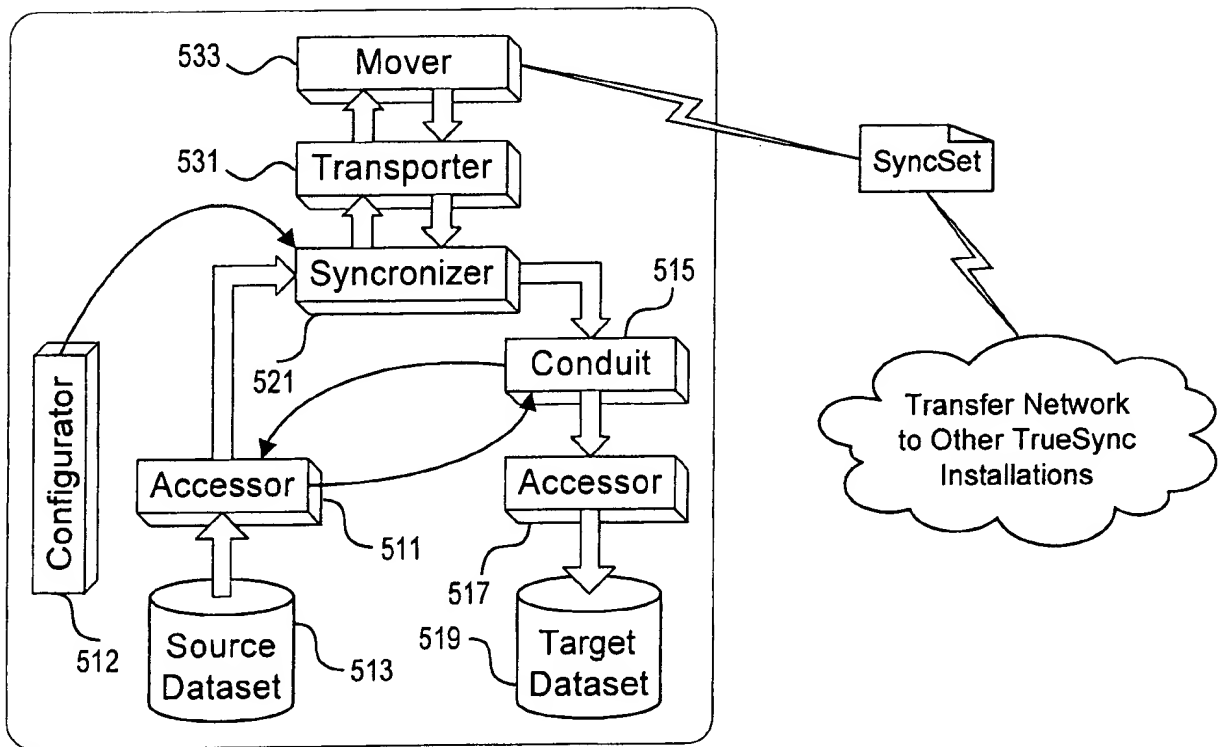 533
Mover
531
Transporter
SyncSet
Syncronizer
515
521
Conduit
Configurator
Transfer Network
to Other TrueSync
Installations
Accessor
Accessor
511
517
512
Source
Dataset
513
519
Target
Dataset